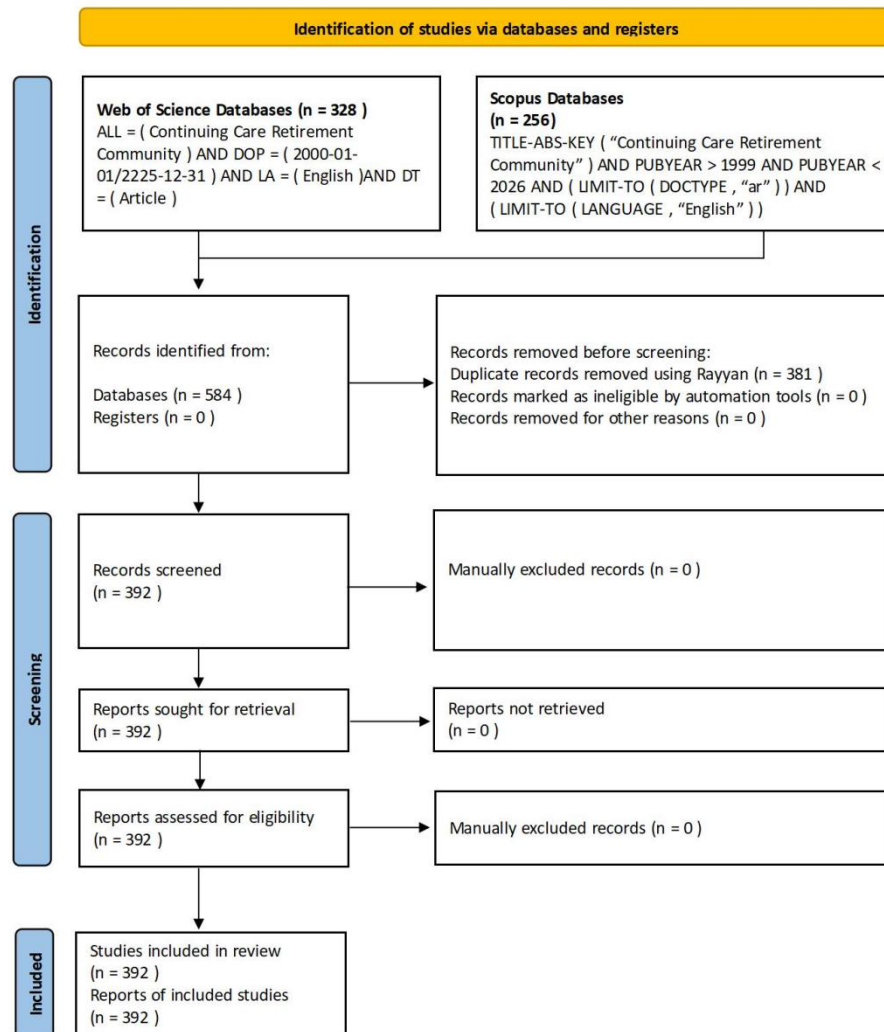 Identification of studies via databases and registers
Identification
Web of Science Databases (n = 328 )
ALL = ( Continuing Care Retirement
Community ) AND DOP = ( 2000-01-
01/2225-12-31 ) AND LA = ( English )AND DT
= ( Article )
Scopus Databases
(n = 256)
TITLE-ABS-KEY ( “Continuing Care Retirement
Community” ) AND PUBYEAR > 1999 AND PUBYEAR <
2026 AND ( LIMIT-TO ( DOCTYPE , “ar” ) ) AND
( LIMIT-TO ( LANGUAGE , “English” ) )
Records identified from:
Databases (n = 584 )
Registers (n = 0 )
Records removed before screening:
Duplicate records removed using Rayyan (n = 381 )
Records marked as ineligible by automation tools (n = 0 )
Records removed for other reasons (n = 0 )
Screening
Records screened
(n = 392 )
Manually excluded records (n = 0 )
Reports sought for retrieval
(n = 392 )
Reports not retrieved
(n = 0 )
Reports assessed for eligibility
(n = 392 )
Manually excluded records (n = 0 )
Included
Studies included in review
(n = 392 )
Reports of included studies
(n = 392 )